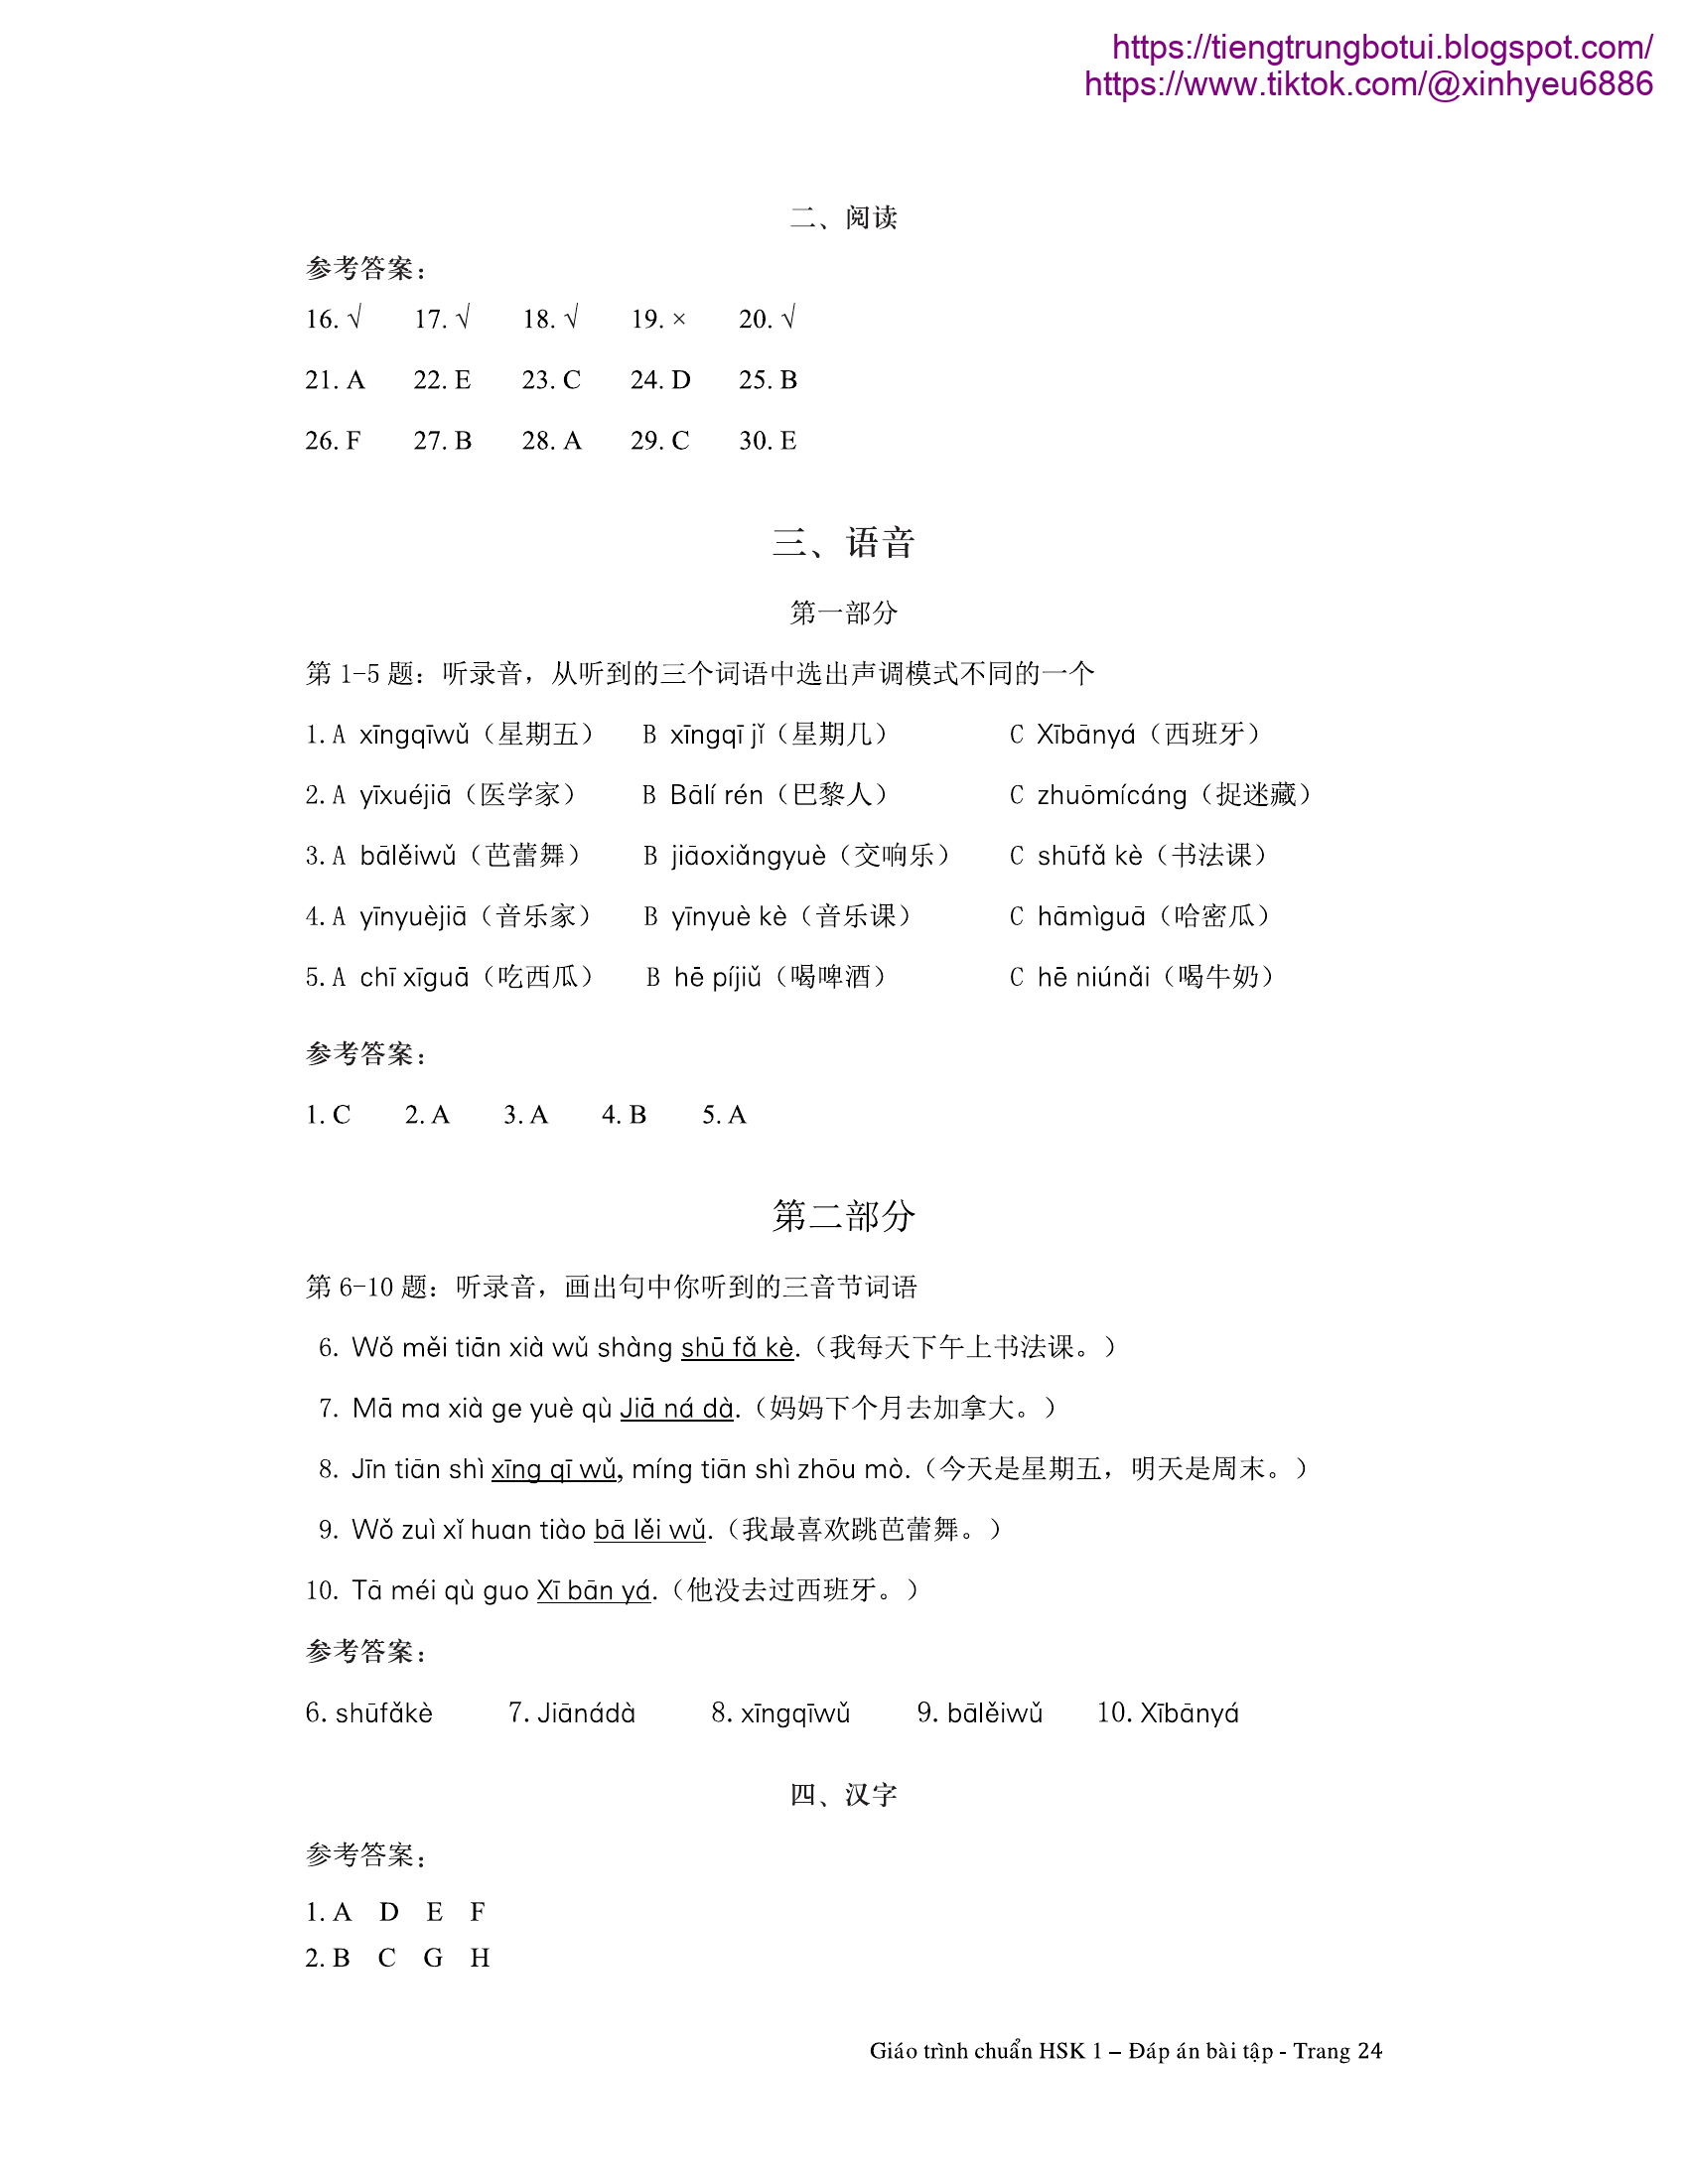 https://tiengtrungbotui.blogspot.com/
https://www.tiktok.com/@xinhyeu6886
二、阅读
参考答案：
16. √ 17. √ 18. √ 19. × 20. √
21. A 22. E 23. C 24. D 25. B
26. F 27. B 28. A 29. C 30. E
三、语音
第一部分
第 1-5 题：听录音，从听到的三个词语中选出声调模式不同的一个
1. A xīngqīwǔ（星期五） B xīngqī jǐ（星期几） C Xībānyá（西班牙）
2. A yīxuéjiā（医学家） B Bālí rén（巴黎人） C zhuōmícáng（捉迷藏）
3. A bālěiwǔ（芭蕾舞） B jiāoxiǎngyuè（交响乐） C shūfǎ kè（书法课）
4. A yīnyuèjiā（音乐家） B yīnyuè kè（音乐课） C hāmìguā（哈密瓜）
5. A chī xīguā（吃西瓜） B hē píjiǔ（喝啤酒） C hē niúnǎi（喝牛奶）
参考答案：
1. C 2. A 3. A 4. B 5. A
第二部分
第 6-10 题：听录音，画出句中你听到的三音节词语
6. Wǒ měi tiān xià wǔ shàng shū fǎ kè.（我每天下午上书法课。）
7. Mā ma xià ge yuè qù Jiā ná dà.（妈妈下个月去加拿大。）
8. Jīn tiān shì xīng qī wǔ, míng tiān shì zhōu mò.（今天是星期五，明天是周末。）
9. Wǒ zuì xǐ huan tiào bā lěi wǔ.（我最喜欢跳芭蕾舞。）
10. Tā méi qù guo Xī bān yá.（他没去过西班牙。）
参考答案：
6. shūfǎkè 7. Jiānádà 8. xīngqīwǔ 9. bālěiwǔ 10. Xībānyá
四、汉字
参考答案：
1. A D E F
2. B C G H
Giáo trình chuẩn HSK 1 – Đáp án bài tập - Trang 24